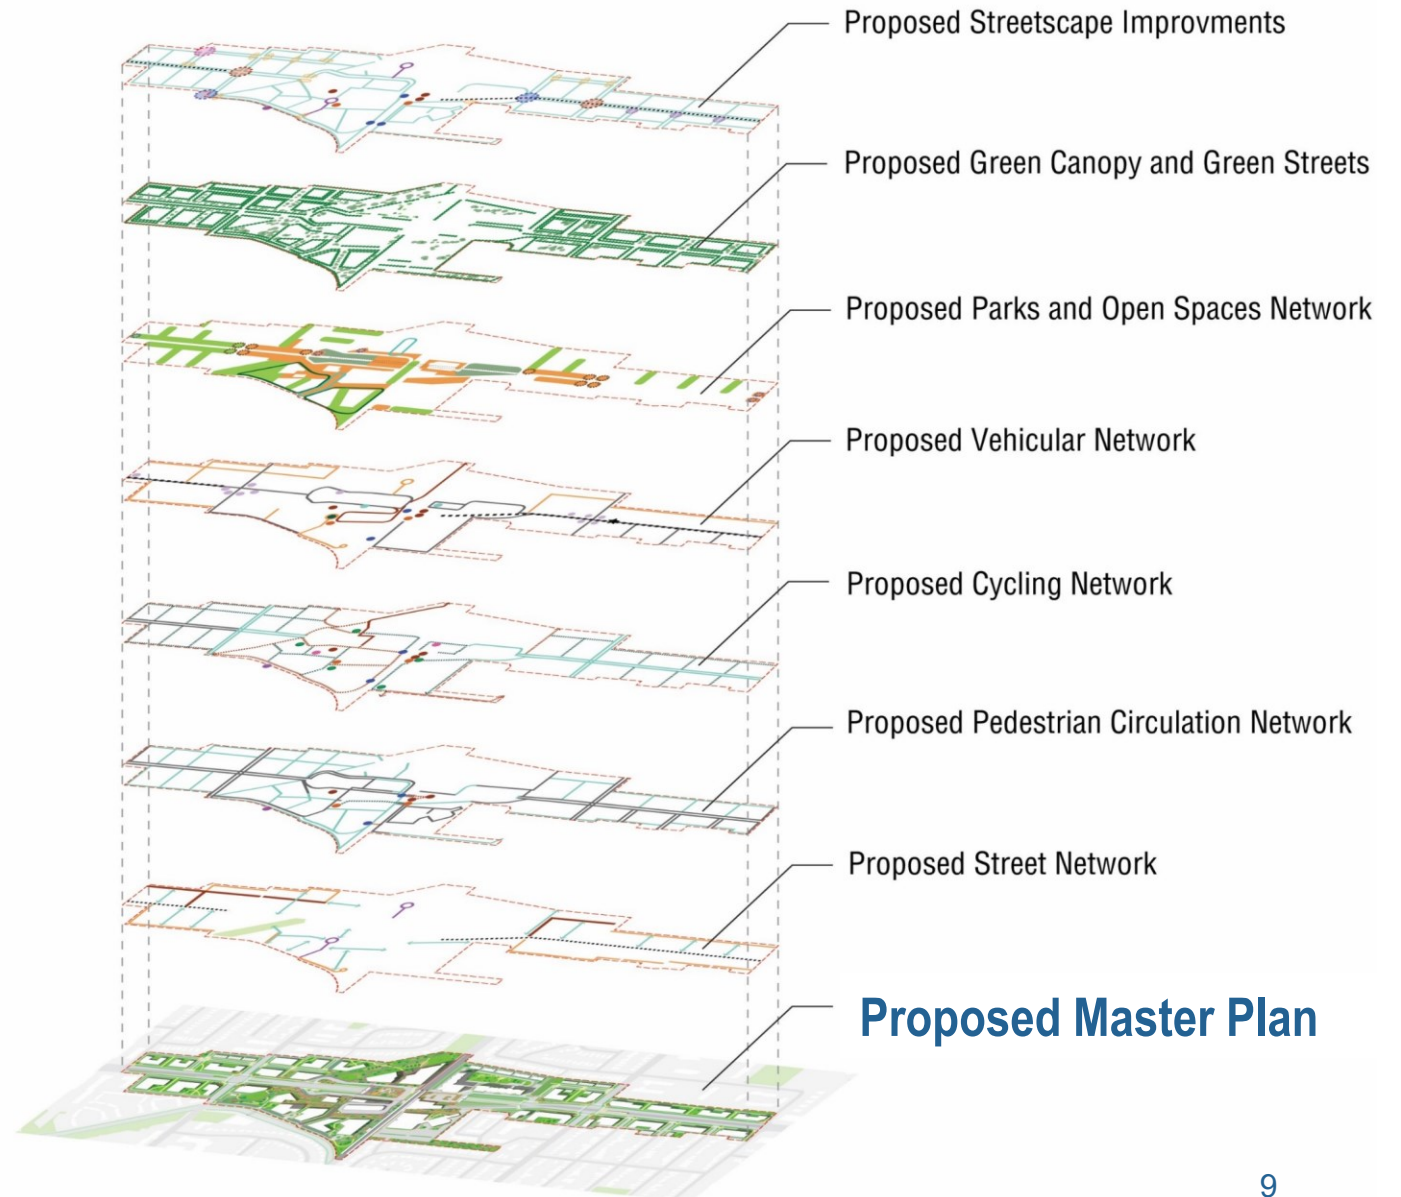 Proposed Streetscape Improvments
Proposed Green Canopy and Green Streets
Proposed Parks and Open Spaces Network
Proposed Vehicular Network
Proposed Cycling Network
Proposed Pedestrian Circulation Network
Proposed Street Network
Proposed Master Plan
9